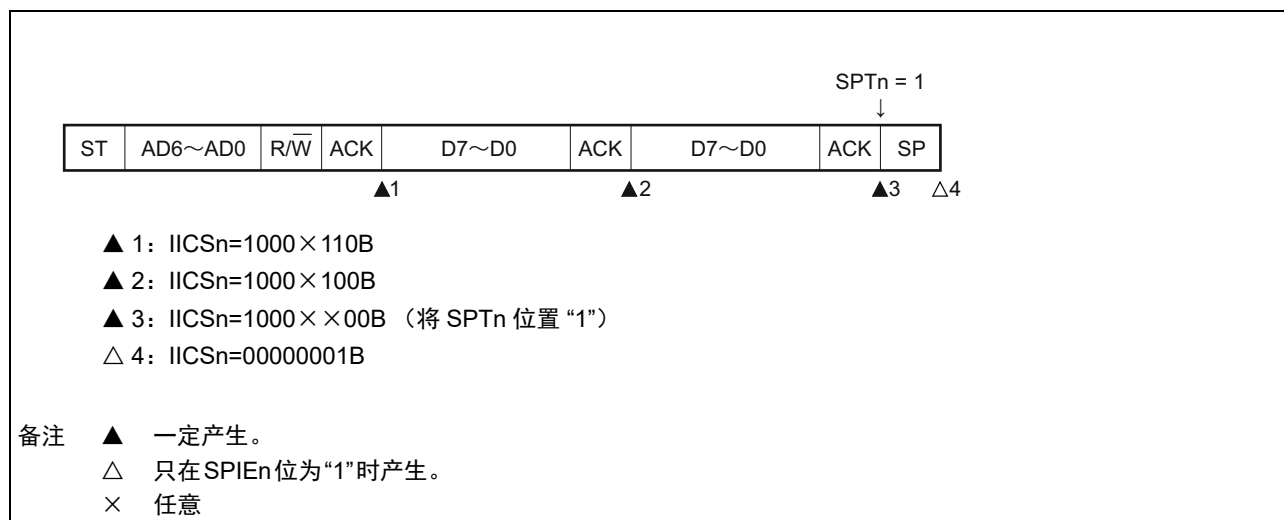 SPTn = 1
↓
ST AD6～AD0 R/W̅ ACK D7～D0 ACK D7～D0 ACK SP
▲1 ▲2 ▲3 △4
▲ 1：IICSn=1000×110B
▲ 2：IICSn=1000×100B
▲ 3：IICSn=1000××00B （将 SPTn 位置 “1”）
△ 4：IICSn=00000001B
备注 ▲ 一定产生。
△ 只在SPIEn位为“1”时产生。
× 任意